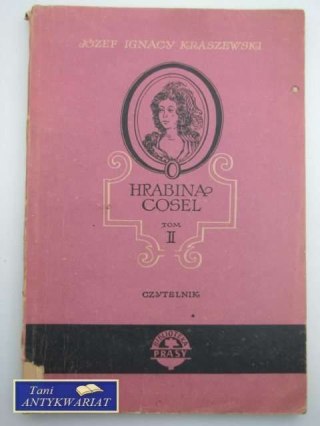 JÓZEF IGNACY KRASZEWSKI
HRABINA
COSEL
TOM
II
CZYTELNIK
BIBLIOTEKA
PRASY
Tani
ANTYKWARIAT